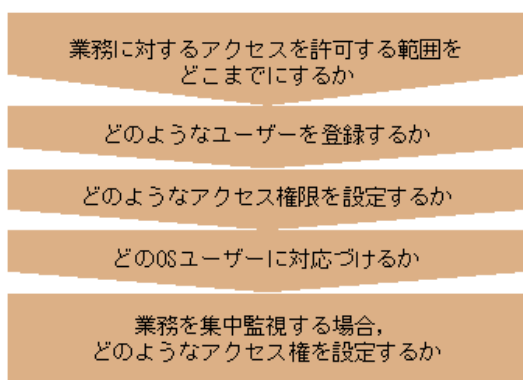 業務に対するアクセスを許可する範囲を
どこまでにするか
どのようなユーザーを登録するか
どのようなアクセス権限を設定するか
どのOSユーザーに対応づけるか
業務を集中監視する場合,
どのようなアクセス権を設定するか